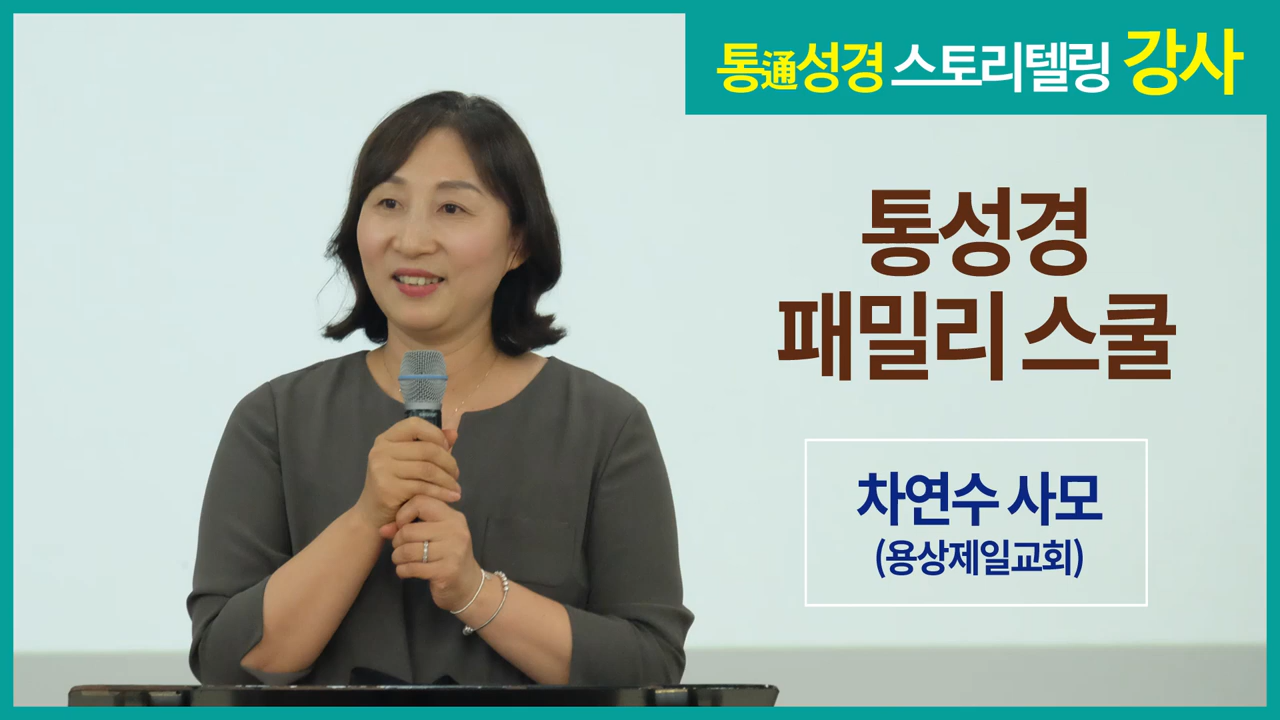 통通성경 스토리텔링 강사
통성경
패밀리 스쿨
차연수 사모
(용상제일교회)